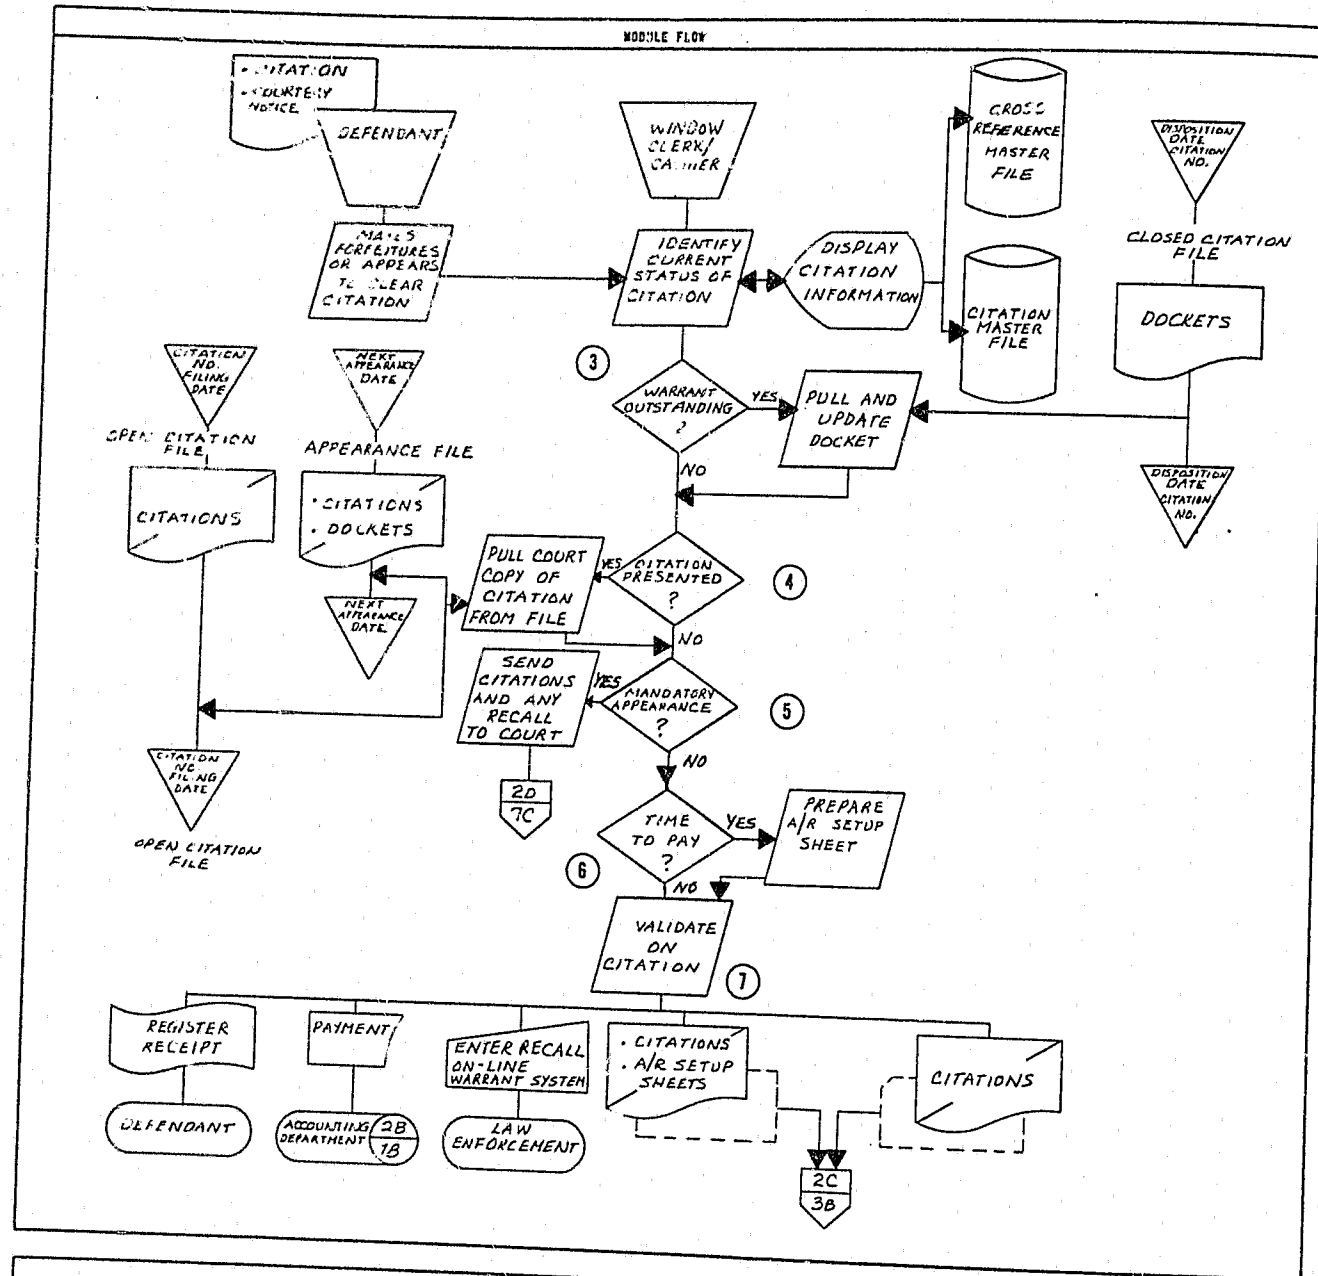 MODULE FLOW
• CITATION
• COURTESY
NOTICE
DEFENDANT
WINDOW
CLERK/
CASHIER
CROSS
REFERENCE
MASTER
FILE
DISPOSITION
DATE
CITATION
NO.
MAILS
FORFEITURES
OR APPEARS
TO CLEAR
CITATION
IDENTIFY
CURRENT
STATUS OF
CITATION
DISPLAY
CITATION
INFORMATION
CITATION
MASTER
FILE
CLOSED CITATION
FILE
DOCKETS
CITATION
NO.
FILING
DATE
NEXT
APPEARANCE
DATE
3
WARRANT
OUTSTANDING
?
YES
PULL AND
UPDATE
DOCKET
OPEN CITATION
FILE
APPEARANCE FILE
NO
DISPOSITION
DATE
CITATION
NO.
CITATIONS
• CITATIONS
• DOCKETS
PULL COURT
COPY OF
CITATION
FROM FILE
YES
CITATION
PRESENTED
?
4
NEXT
APPEARANCE
DATE
NO
SEND
CITATIONS
AND ANY
RECALL
TO COURT
YES
MANDATORY
APPEARANCE
?
5
NO
CITATION
NO.
FILING
DATE
OPEN CITATION
FILE
2D
7C
TIME
TO PAY
?
YES
PREPARE
A/R SETUP
SHEET
6
NO
VALIDATE
ON
CITATION
7
REGISTER
RECEIPT
PAYMENT
ENTER RECALL
ON-LINE
WARRANT SYSTEM
• CITATIONS
• A/R SETUP
SHEETS
CITATIONS
DEFENDANT
ACCOUNTING
DEPARTMENT
2B
1B
LAW
ENFORCEMENT
2C
3B